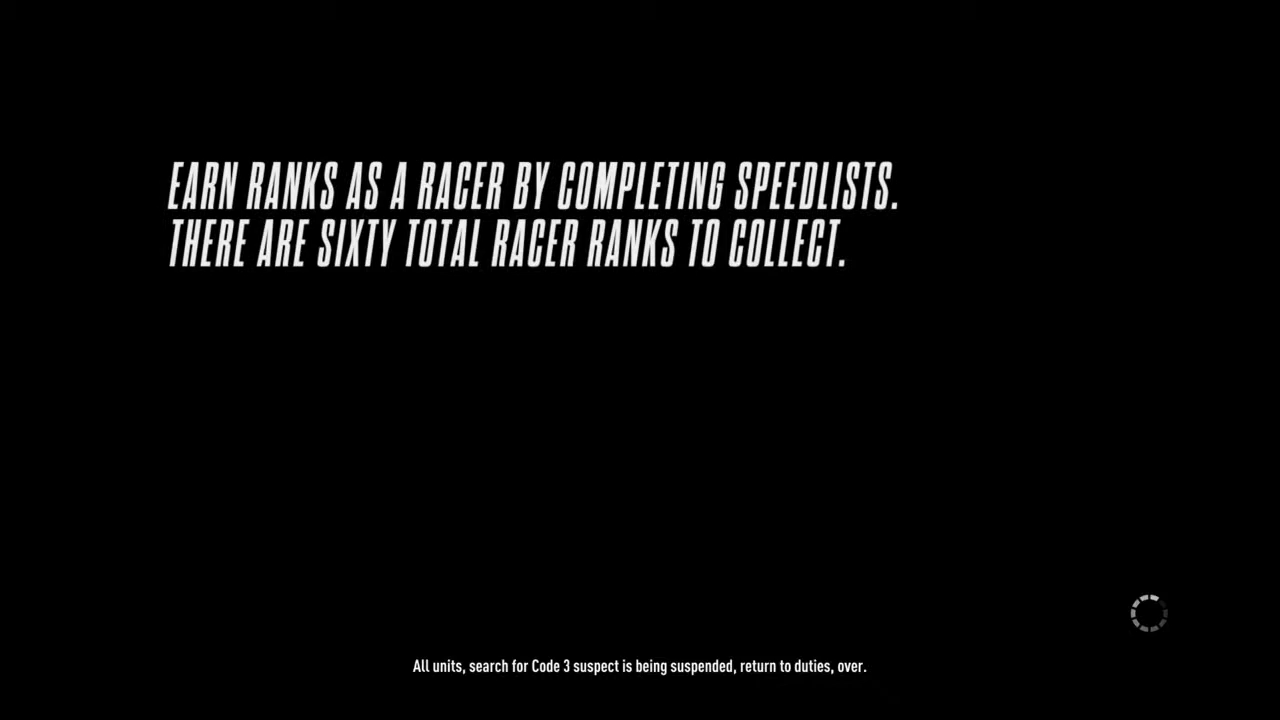 EARN RANKS AS A RACER BY COMPLETING SPEEDLISTS.
THERE ARE SIXTY TOTAL RACER RANKS TO COLLECT.
All units, search for Code 3 suspect is being suspended, return to duties, over.